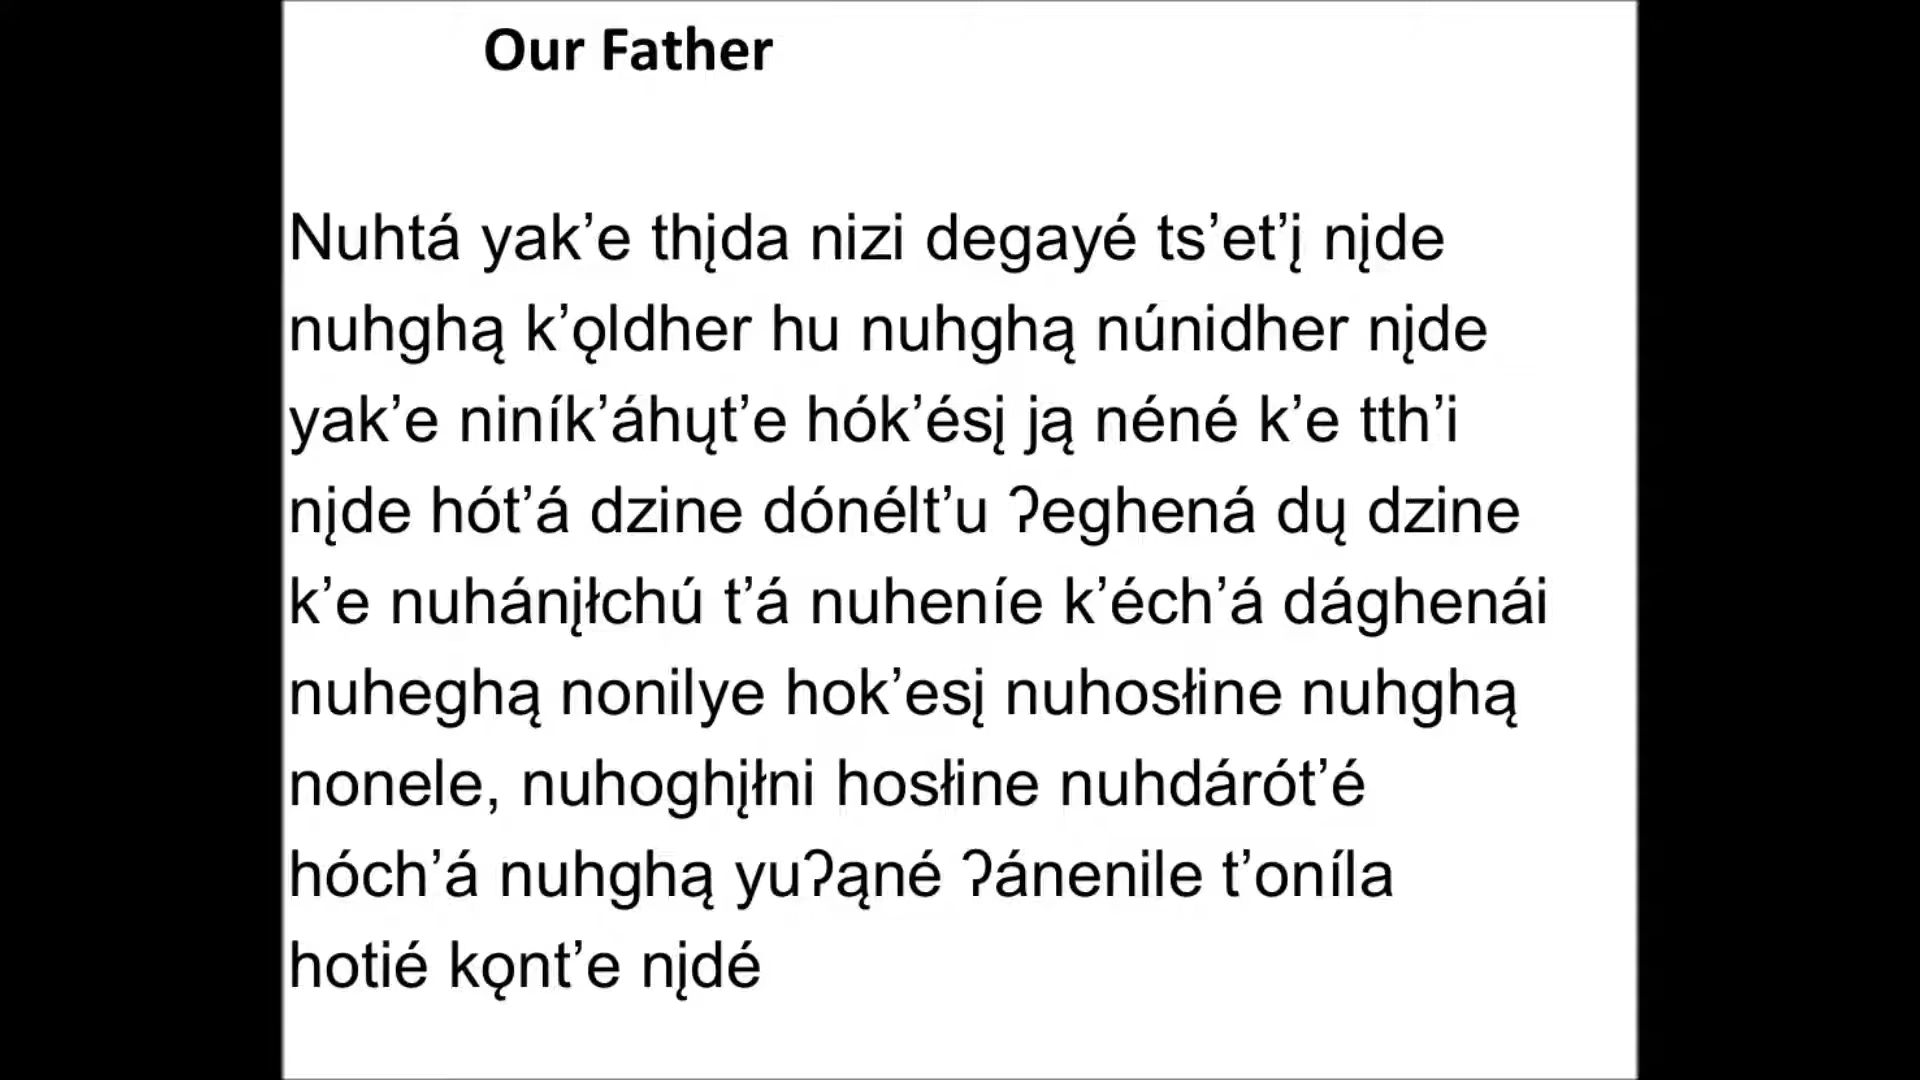 Our Father
Nuhtá yak’e thįda nizi degayé ts’et’į nįde
nuhghą k’ǫldher hu nuhghą núnidher nįde
yak’e niník’áhųt’e hók’ésį ją néné k’e tth’i
nįde hót’á dzine dónélt’u ʔeghená dų dzine
k’e nuhánįłchú t’á nuheníe k’éch’á dághenái
nuheghą nonilye hok’esį nuhosłine nuhghą
nonele, nuhoghįłni hosłine nuhdárót’é
hóch’á nuhghą yuʔąné ʔánenile t’oníla
hotié kǫnt’e nįdé